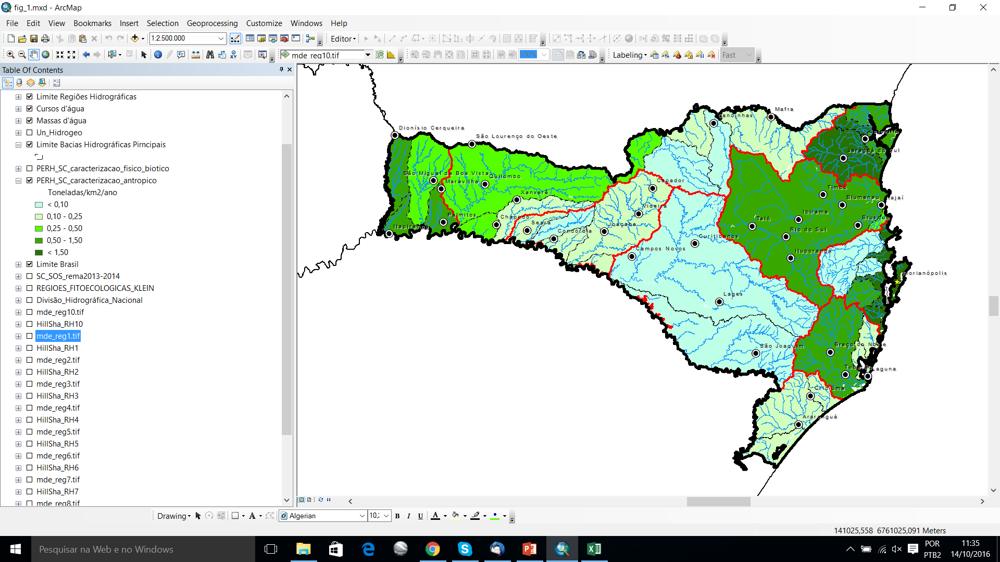 fig_1.mxd - ArcMap
File Edit View Bookmarks Insert Selection Geoprocessing Customize Windows Help
1:2.500.000
Editor
mde_reg10.tif
100%
Labeling
Fast
Table Of Contents
Limite Regiões Hidrográficas
Cursos d'água
Massas d'água
Un_Hidrogeo
Limite Bacias Hidrográficas Pirncipais
PERH_SC_caracterizacao_fisico_biotico
PERH_SC_caracterizacao_antropico
Toneladas/km2/ano
< 0,10
0,10 - 0,25
0,25 - 0,50
0,50 - 1,50
< 1,50
Limite Brasil
SC_SOS_rema2013-2014
REGIOES_FITOECOLOGICAS_KLEIN
Divisão_Hidrográfica_Nacional
mde_reg10.tif
HillSha_RH10
mde_reg1.tif
HillSha_RH1
mde_reg2.tif
HillSha_RH2
mde_reg3.tif
HillSha_RH3
mde_reg4.tif
HillSha_RH4
mde_reg5.tif
HillSha_RH5
mde_reg6.tif
HillSha_RH6
mde_reg7.tif
HillSha_RH7
mde_reg8.tif
Mafra
Canoinhas
Dionísio Cerqueira
São Lourenço do Oeste
Joinville
Jaraguá do Sul
São Miguel da Boa Vista
Maravilha
Quilombo
Caçador
Timbó
Xanxerê
Blumenau
Itajaí
Videira
Palmitos
Chapecó
Ibirama
Taió
Brusque
Itapiranga
Seara
Concórdia
Joaçaba
Rio do Sul
Curitibanos
Campos Novos
Ituporanga
Florianópolis
Lages
São Joaquim
Braço do Norte
Tubarão
Laguna
Criciúma
Araranguá
Drawing
Algerian
10,
B I U
A
141025,558 6761025,091 Meters
Pesquisar na Web e no Windows
POR
PTB2
11:35
14/10/2016